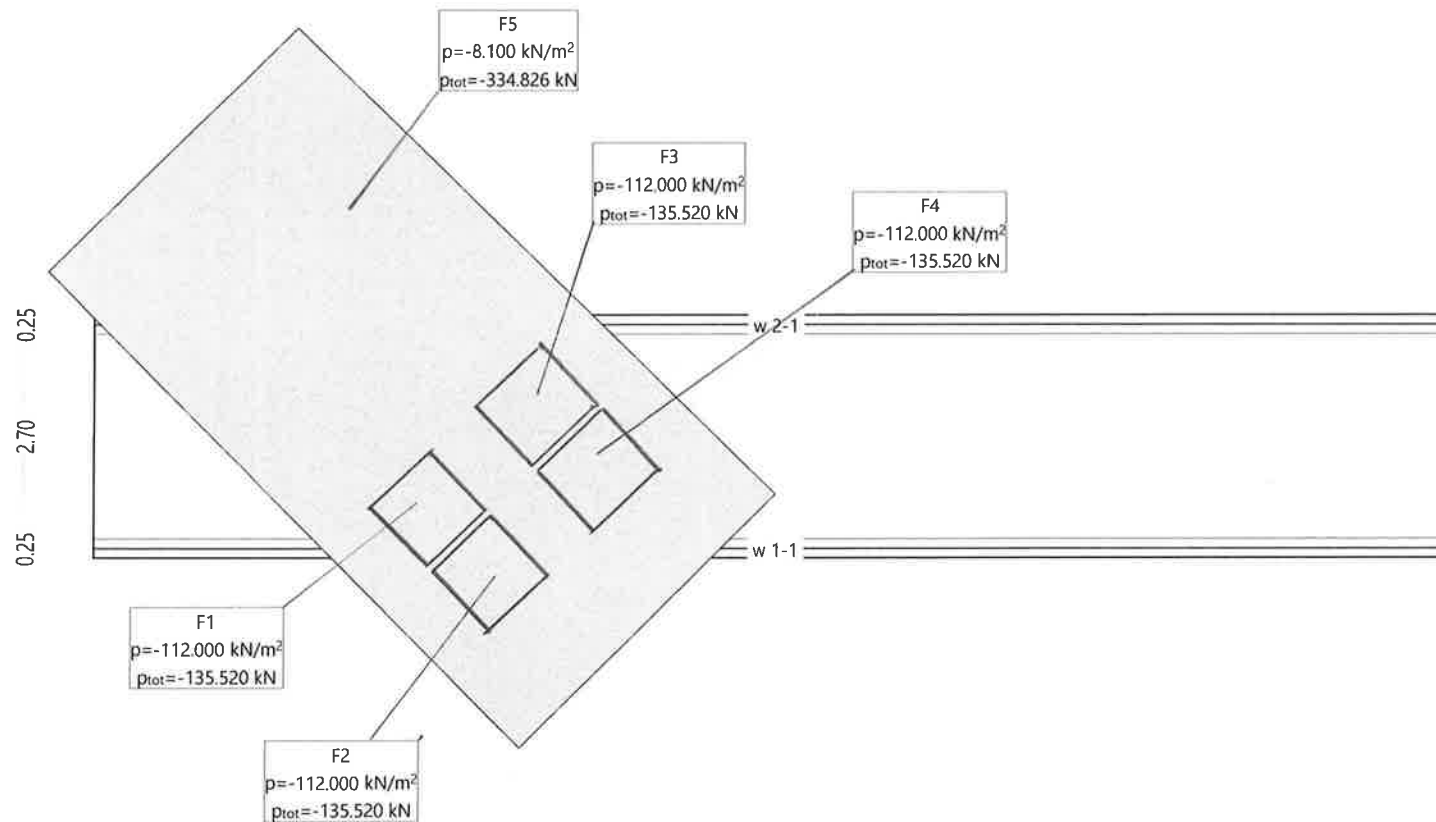 F5
p=-8.100 kN/m²
ptot=-334.826 kN
F3
p=-112.000 kN/m²
ptot=-135.520 kN
F4
p=-112.000 kN/m²
ptot=-135.520 kN
0.25
w 2-1
2.70
0.25
w 1-1
F1
p=-112.000 kN/m²
ptot=-135.520 kN
F2
p=-112.000 kN/m²
ptot=-135.520 kN